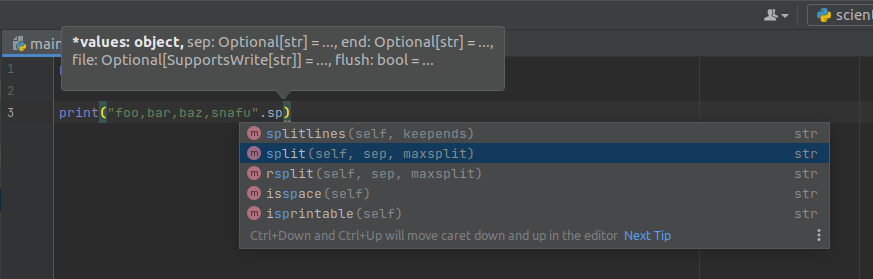 scient
main
*values: object, sep: Optional[str] = ..., end: Optional[str] = ...,
file: Optional[SupportsWrite[str]] = ..., flush: bool = ...
1
2
3 print("foo,bar,baz,snafu".sp)
m splitlines(self, keepends) str
m split(self, sep, maxsplit) str
m rsplit(self, sep, maxsplit) str
m isspace(self) str
m isprintable(self) str
Ctrl+Down and Ctrl+Up will move caret down and up in the editor Next Tip